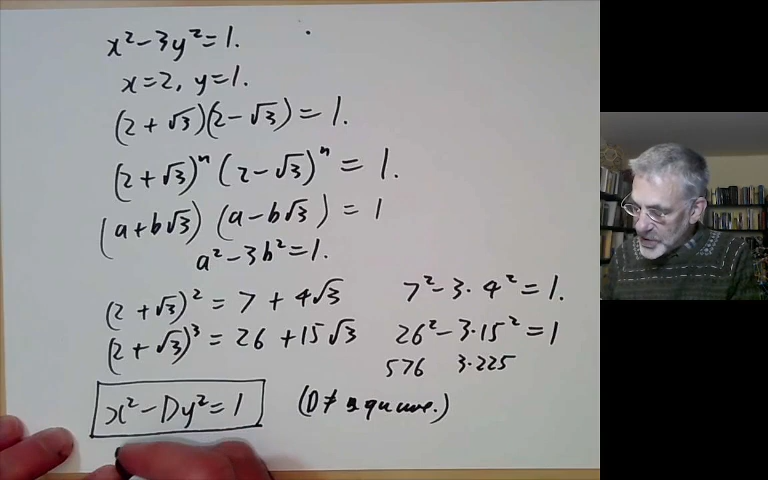 x²-3y²=1.
x=2, y=1.
(2+√3)(2-√3)=1.
(2+√3)ⁿ(2-√3)ⁿ=1.
(a+b√3)(a-b√3)=1
a²-3b²=1.
(2+√3)²=7+4√3 7²-3·4²=1.
(2+√3)³=26+15√3 26²-3·15²=1
576 3·225
x²-Dy²=1 (D≠square.)